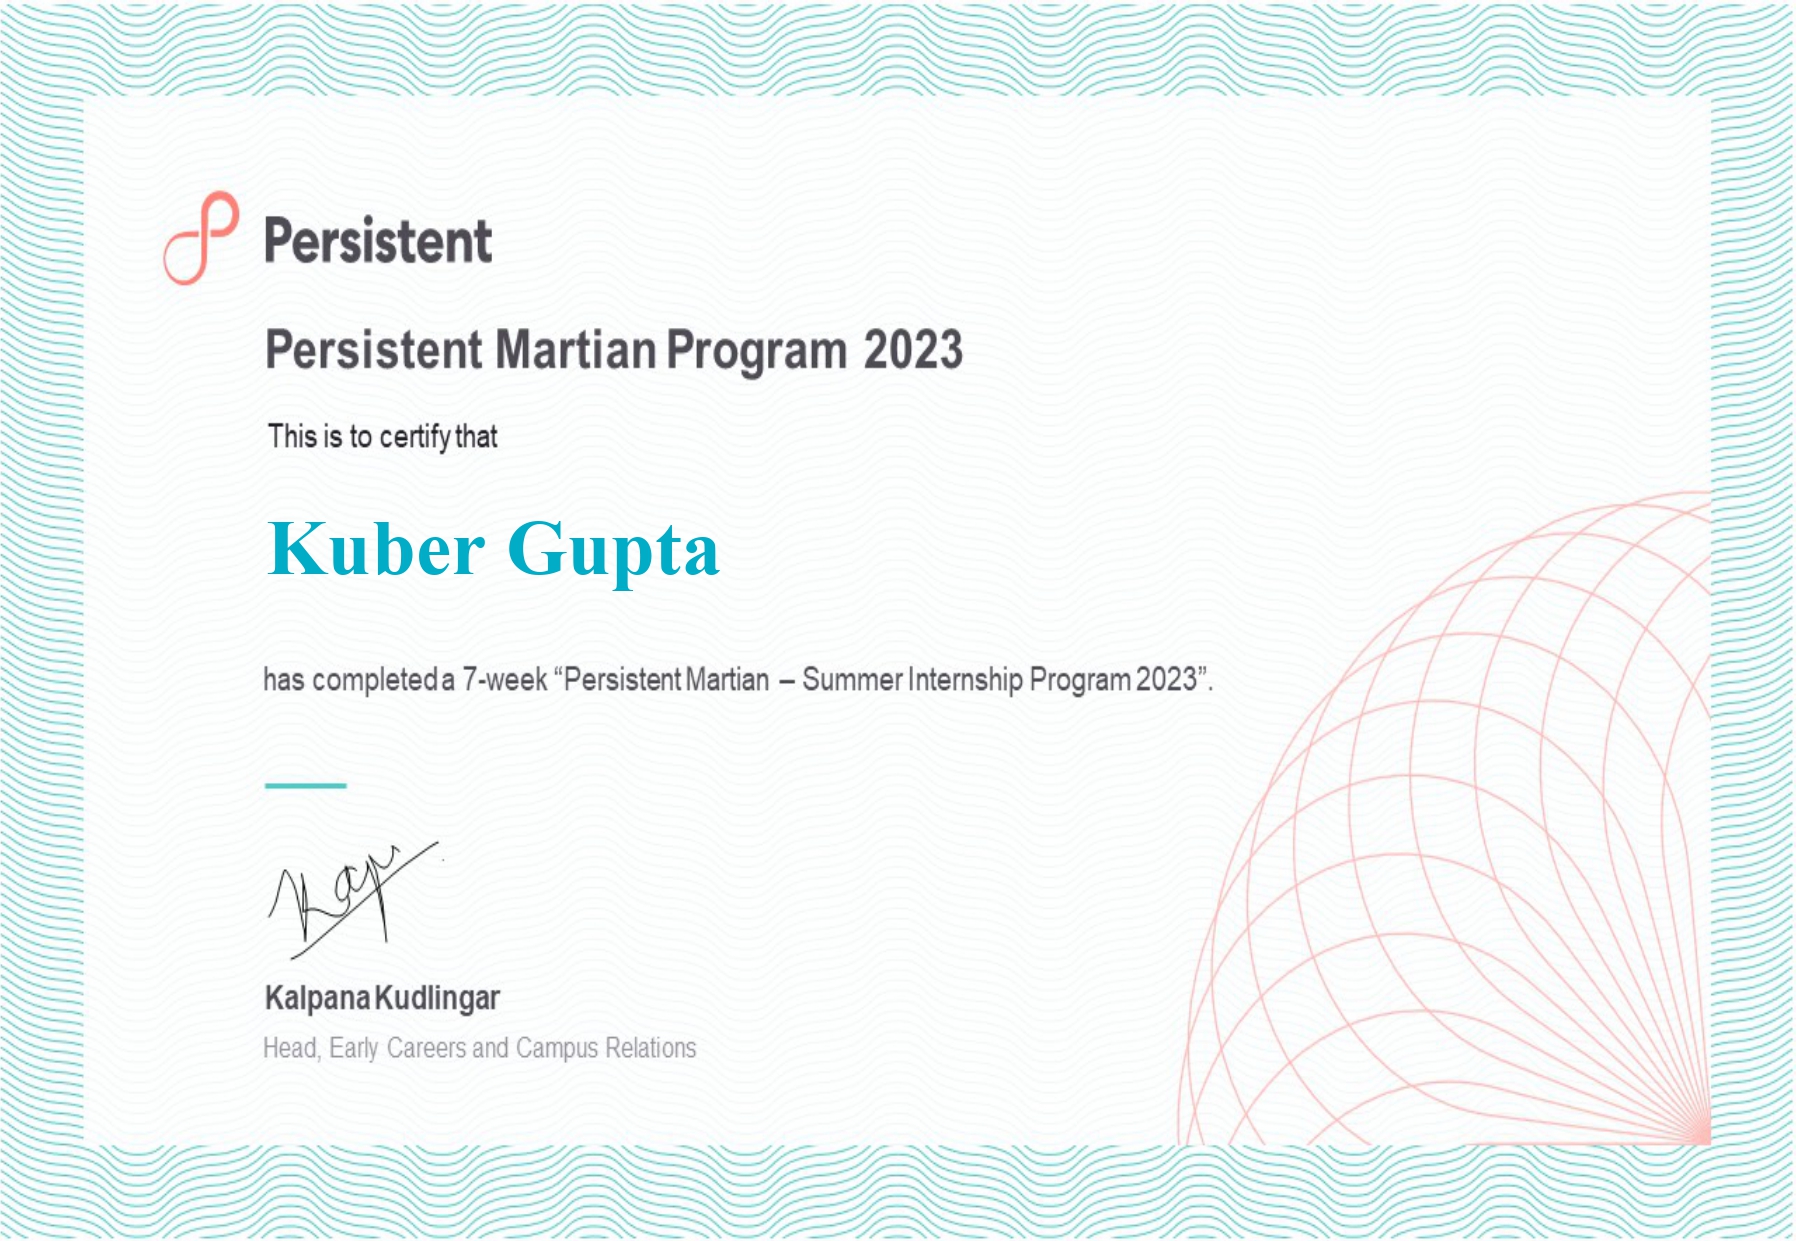 Persistent
Persistent Martian Program 2023
This is to certify that
Kuber Gupta
has completed a 7-week “Persistent Martian – Summer Internship Program 2023”.
Kalpana Kudlingar
Head, Early Careers and Campus Relations